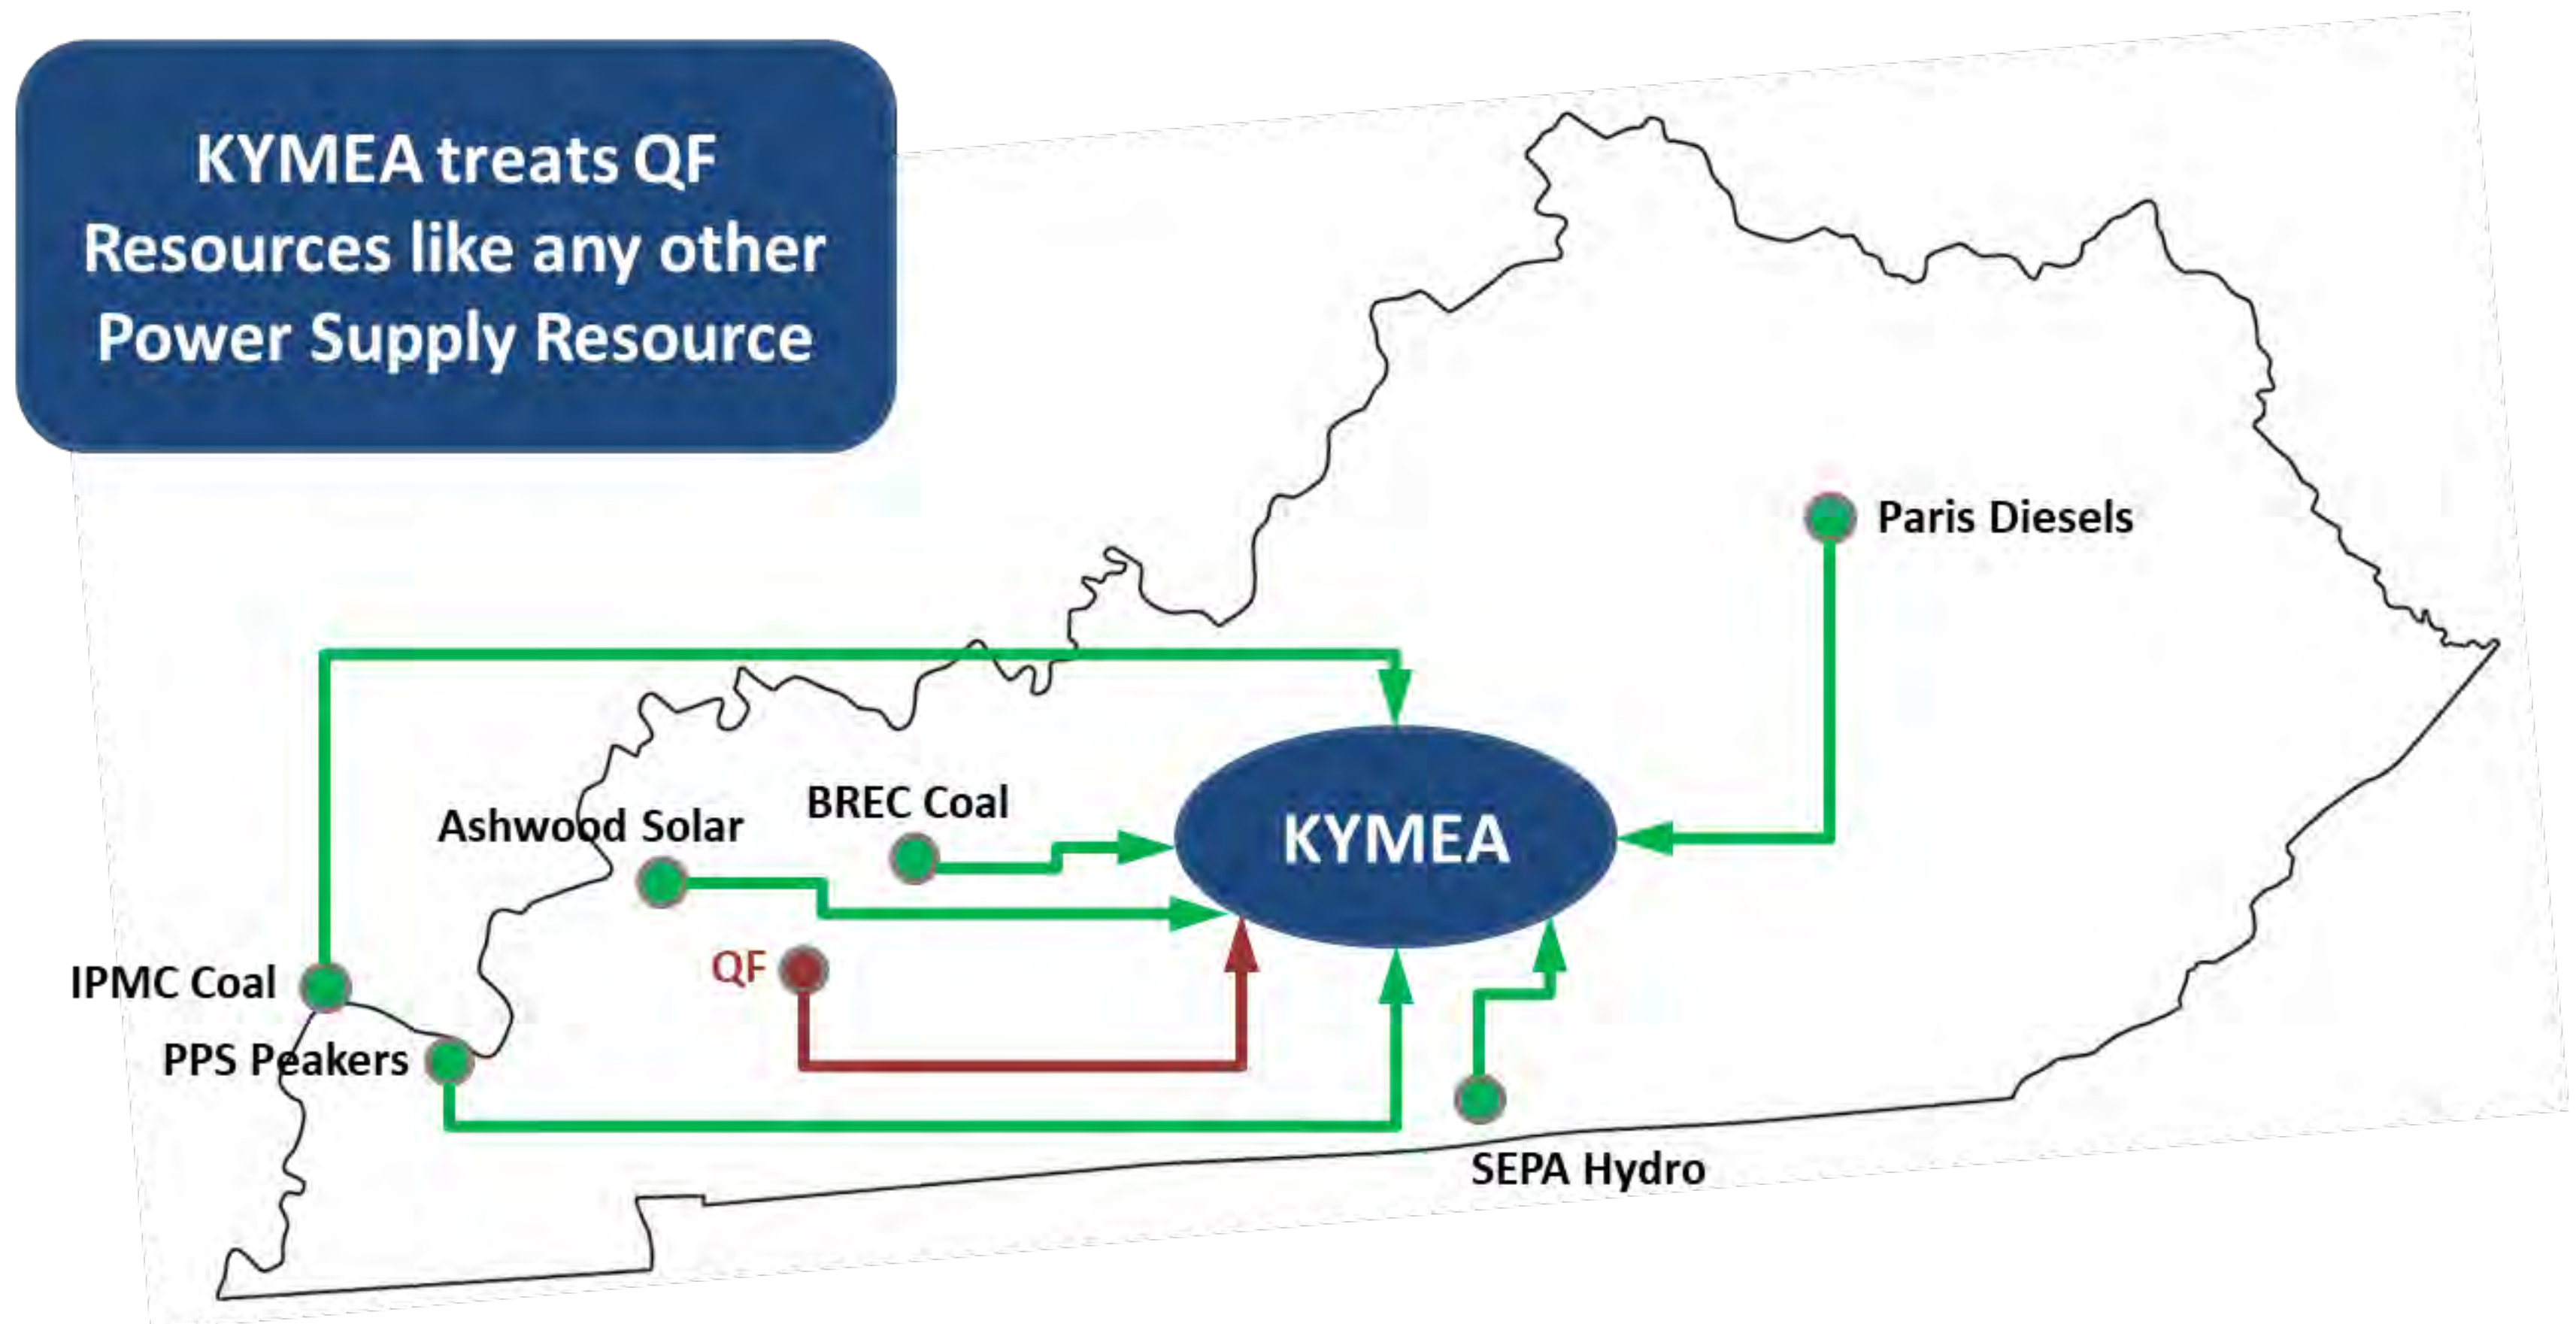 KYMEA treats QF
Resources like any other
Power Supply Resource
Paris Diesels
BREC Coal
Ashwood Solar
KYMEA
QF
IPMC Coal
PPS Peakers
SEPA Hydro